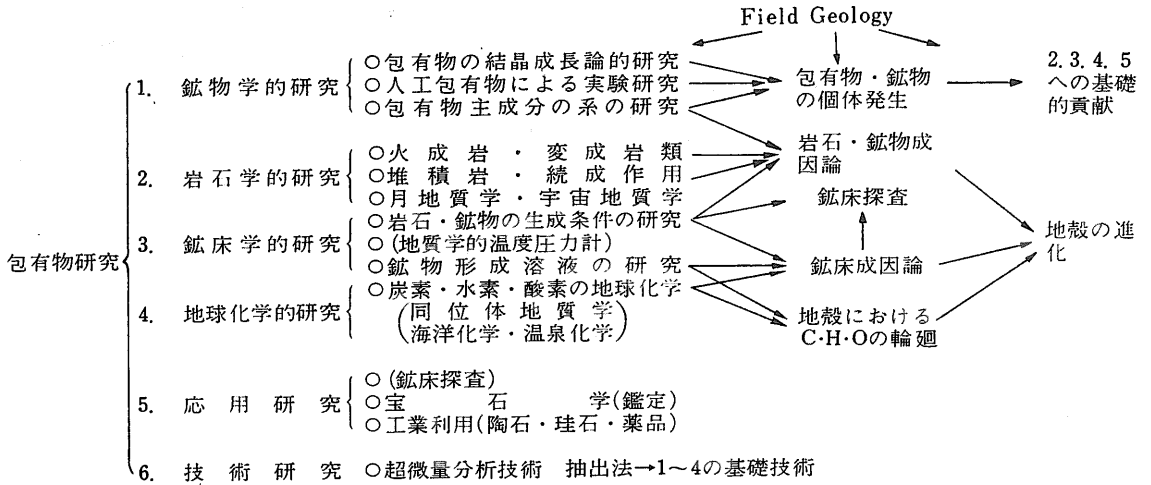 Field Geology
包有物研究
1. 鉱物学的研究
○包有物の結晶成長論的研究
○人工包有物による実験研究
○包有物主成分の系の研究
包有物・鉱物
の個体発生
2.3.4.5
への基礎
的貢献
2. 岩石学的研究
○火成岩・変成岩類
○堆積岩・続成作用
○月地質学・宇宙地質学
岩石・鉱物成
因論
鉱床探査
3. 鉱床学的研究
○岩石・鉱物の生成条件の研究
○(地質学的温度圧力計)
○鉱物形成溶液の研究
鉱床成因論
地殻の進
化
4. 地球化学的研究
○炭素・水素・酸素の地球化学
(同位体地質学
海洋化学・温泉化学)
地殻における
C・H・Oの輪廻
5. 応用研究
○(鉱床探査)
○宝石学(鑑定)
○工業利用(陶石・珪石・薬品)
6. 技術研究 ○超微量分析技術 抽出法→1~4の基礎技術